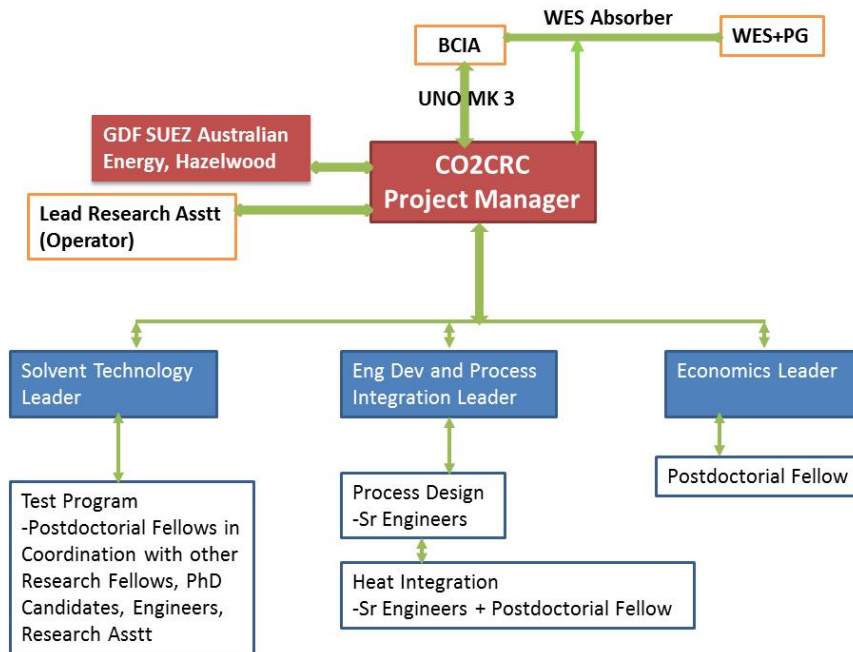 WES Absorber
BCIA
WES+PG
UNO MK 3
GDF SUEZ Australian
Energy, Hazelwood
CO2CRC
Project Manager
Lead Research Asstt
(Operator)
Solvent Technology
Leader
Eng Dev and Process
Integration Leader
Economics Leader
Test Program
-Postdoctorial Fellows in
Coordination with other
Research Fellows, PhD
Candidates, Engineers,
Research Asstt
Process Design
-Sr Engineers
Heat Integration
-Sr Engineers + Postdoctorial Fellow
Postdoctorial Fellow